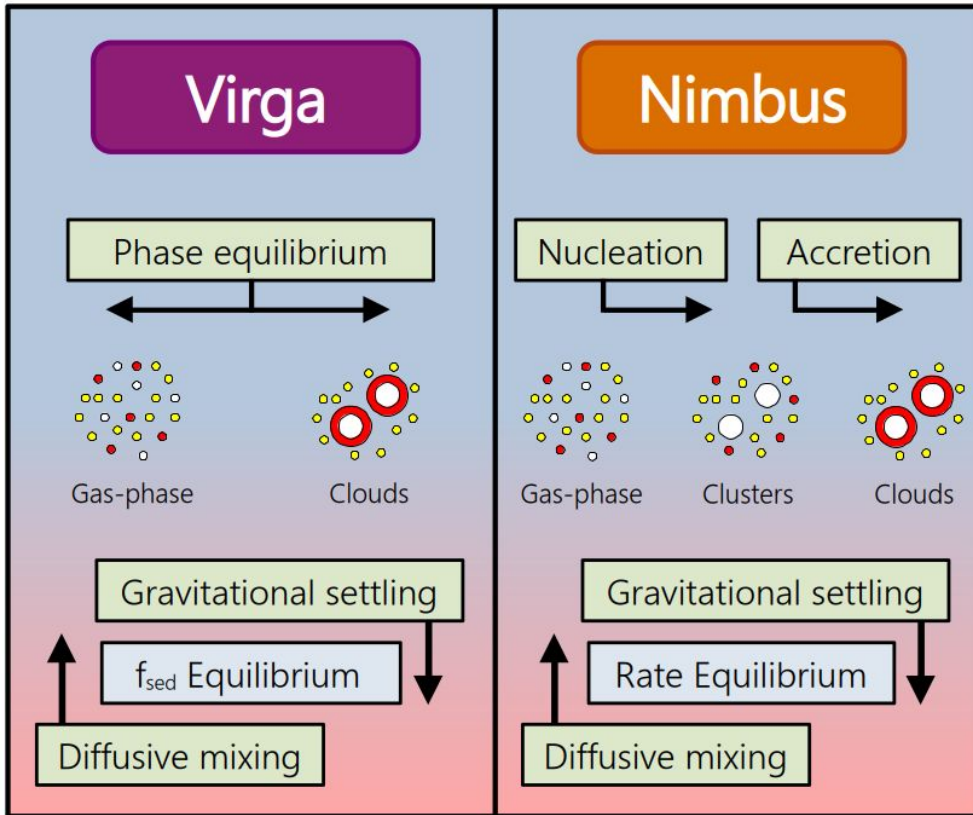 Virga
Phase equilibrium
Gas-phase
Clouds
Gravitational settling
fsed Equilibrium
Diffusive mixing
Nimbus
Nucleation
Accretion
Gas-phase
Clusters
Clouds
Gravitational settling
Rate Equilibrium
Diffusive mixing